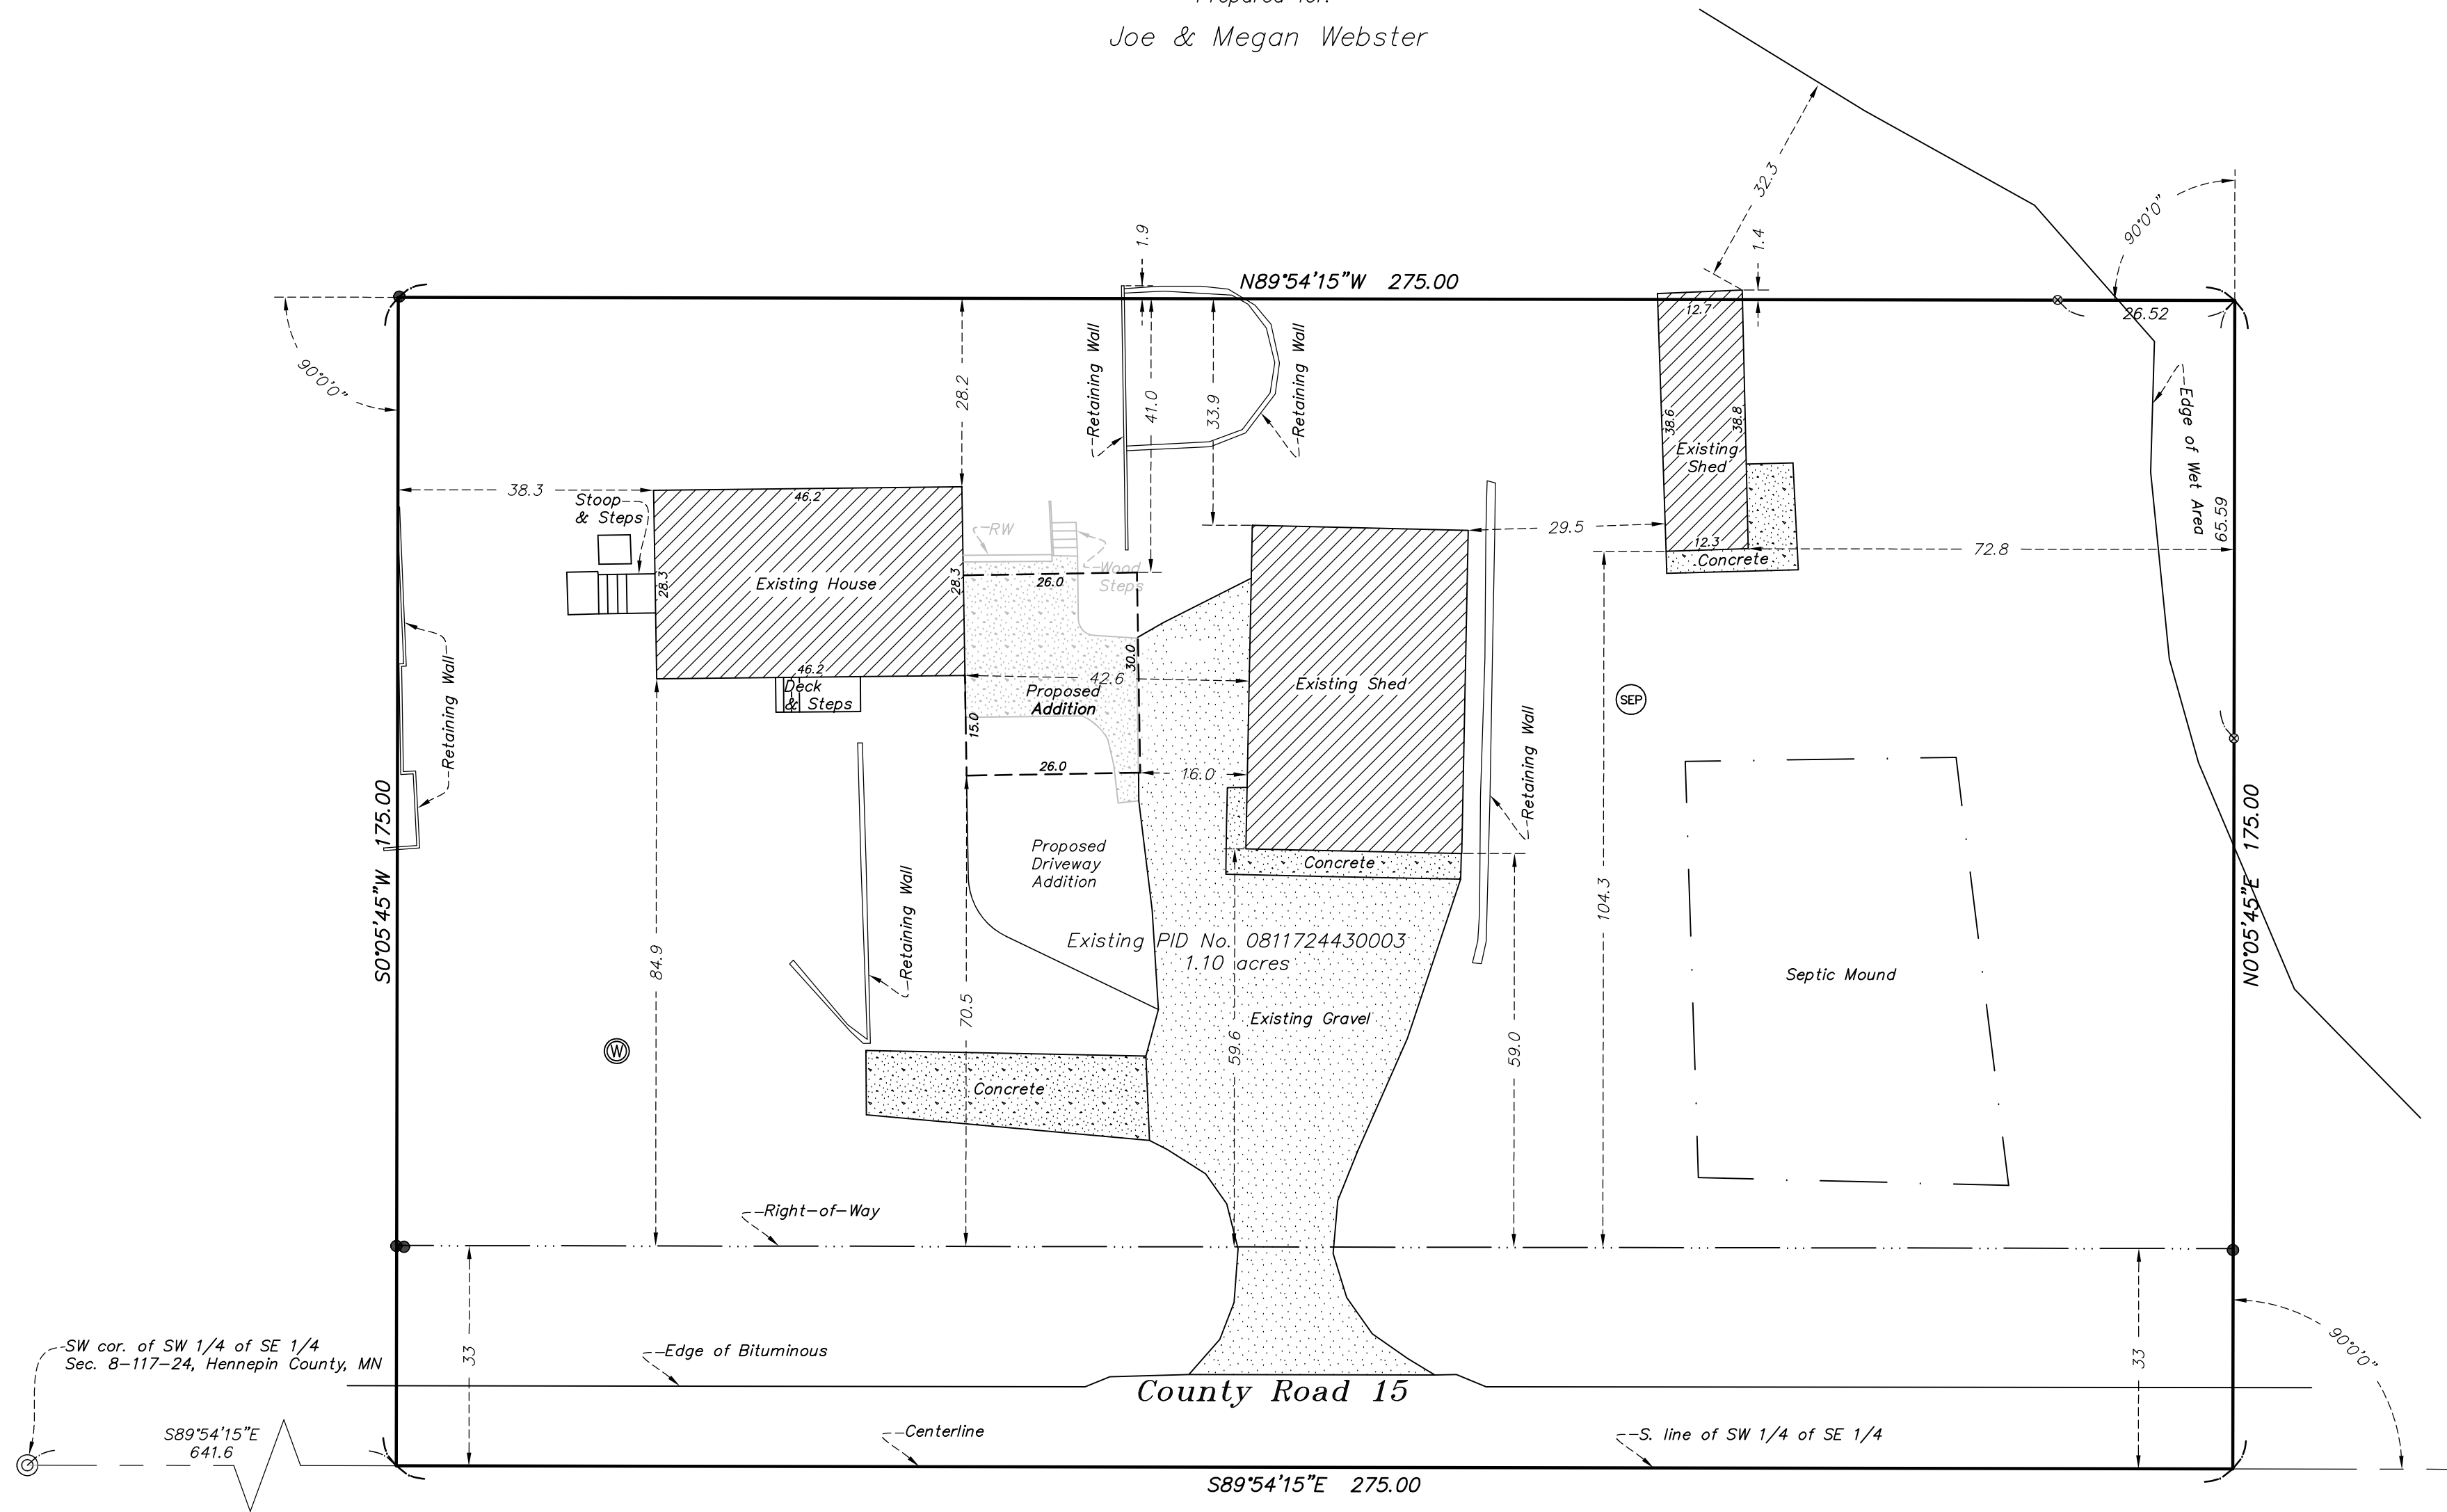 Joe & Megan Webster
32.3
90°0'0"
1.9
1.4
N89°54'15"W 275.00
26.52
90°0'0"
12.7
Retaining Wall
Retaining Wall
28.2
41.0
33.9
38.6
38.8
Existing
Shed
Edge of Wet Area
65.59
38.3
Stoop
& Steps
46.2
RW
29.5
12.3
Concrete
72.8
28.3
Existing House
28.3
26.0
Wood
Steps
30.0
Retaining Wall
46.2
Deck
& Steps
42.6
Proposed
Addition
15.0
Existing Shed
SEP
Retaining Wall
26.0
16.0
S0°05'45"W 175.00
N0°05'45"E 175.00
Proposed
Driveway
Addition
Concrete
Retaining Wall
104.3
84.9
Existing PID No. 0811724430003
1.10 acres
Septic Mound
70.5
Existing Gravel
59.6
59.0
W
Concrete
Right-of-Way
SW cor. of SW 1/4 of SE 1/4
Sec. 8-117-24, Hennepin County, MN
33
Edge of Bituminous
33
90°0'0"
County Road 15
S89°54'15"E
641.6
Centerline
S. line of SW 1/4 of SE 1/4
S89°54'15"E 275.00